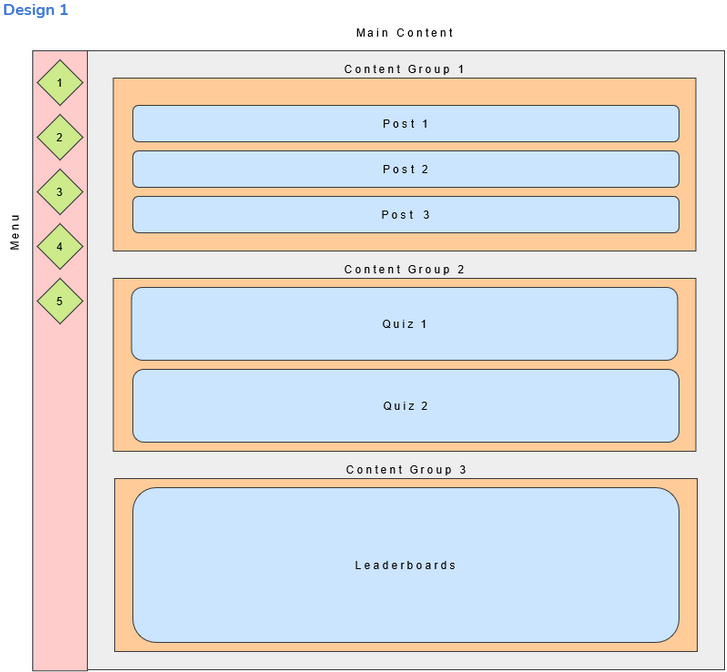 Design 1
Main Content
Menu
1
2
3
4
5
Content Group 1
Post 1
Post 2
Post 3
Content Group 2
Quiz 1
Quiz 2
Content Group 3
Leaderboards